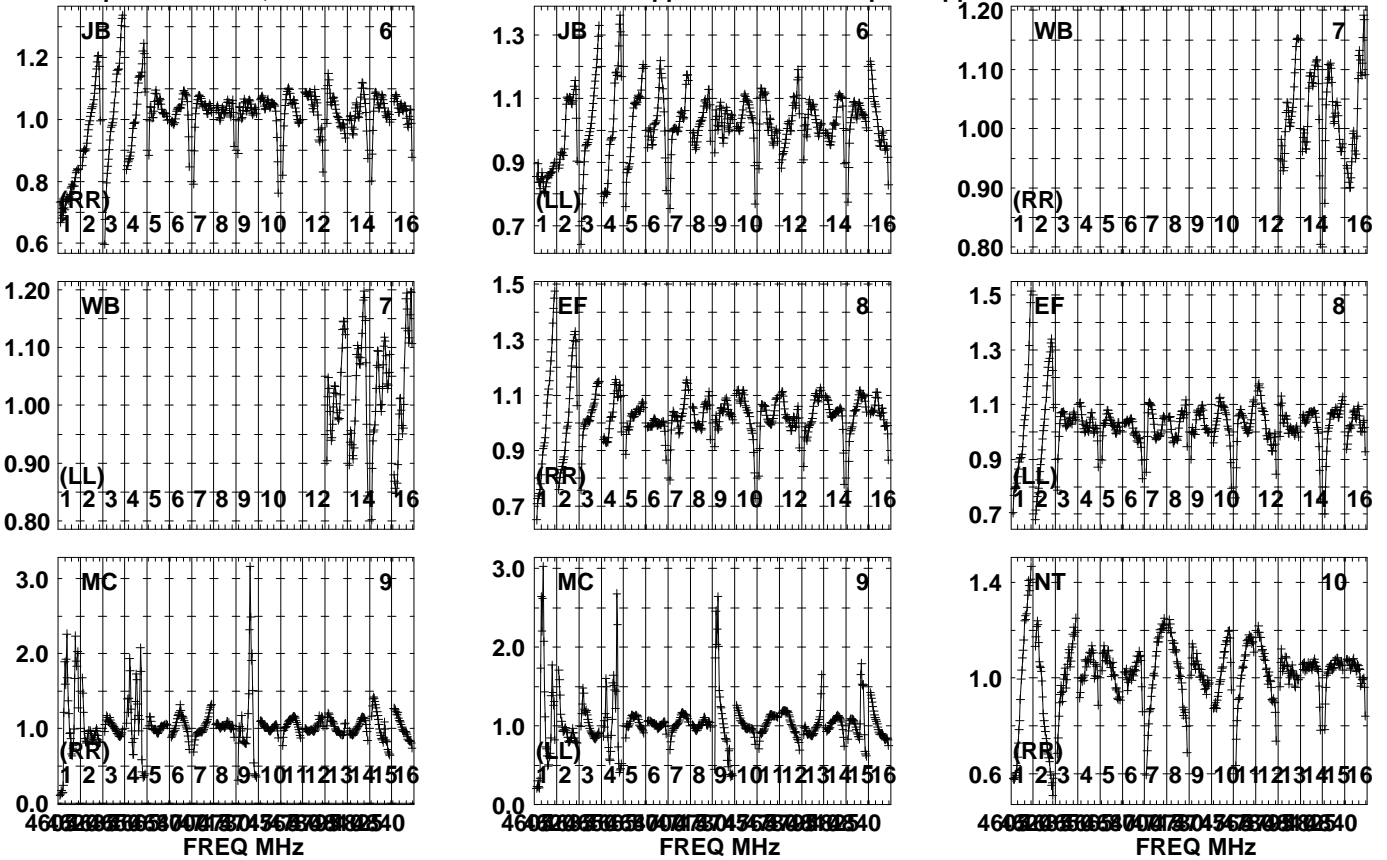 JB 6
1.2
1.0
0.8
0.6
(RR)
1 2 3 4 5 6 7 8 9 10 12 14 16
JB 6
1.3
1.1
0.9
0.7
(LL)
1 2 3 4 5 6 7 8 9 10 12 14 16
WB 7
1.20
1.10
1.00
0.90
0.80
(RR)
1 2 3 4 5 6 7 8 9 10 12 14 16
WB 7
1.20
1.10
1.00
0.90
0.80
(LL)
1 2 3 4 5 6 7 8 9 10 12 14 16
EF 8
1.5
1.3
1.1
0.9
0.7
(RR)
1 2 3 4 5 6 7 8 9 10 12 14 16
EF 8
1.5
1.3
1.1
0.9
0.7
(LL)
1 2 3 4 5 6 7 8 9 10 12 14 16
MC 9
3.0
2.0
1.0
0.0
(RR)
1 2 3 4 5 6 7 8 9 10 11 12 13 14 15 16
FREQ MHz
MC 9
3.0
2.0
1.0
0.0
(LL)
1 2 3 4 5 6 7 8 9 10 11 12 13 14 15 16
FREQ MHz
NT 10
1.4
1.0
0.6
(RR)
1 2 3 4 5 6 7 8 9 10 11 12 13 14 15 16
FREQ MHz